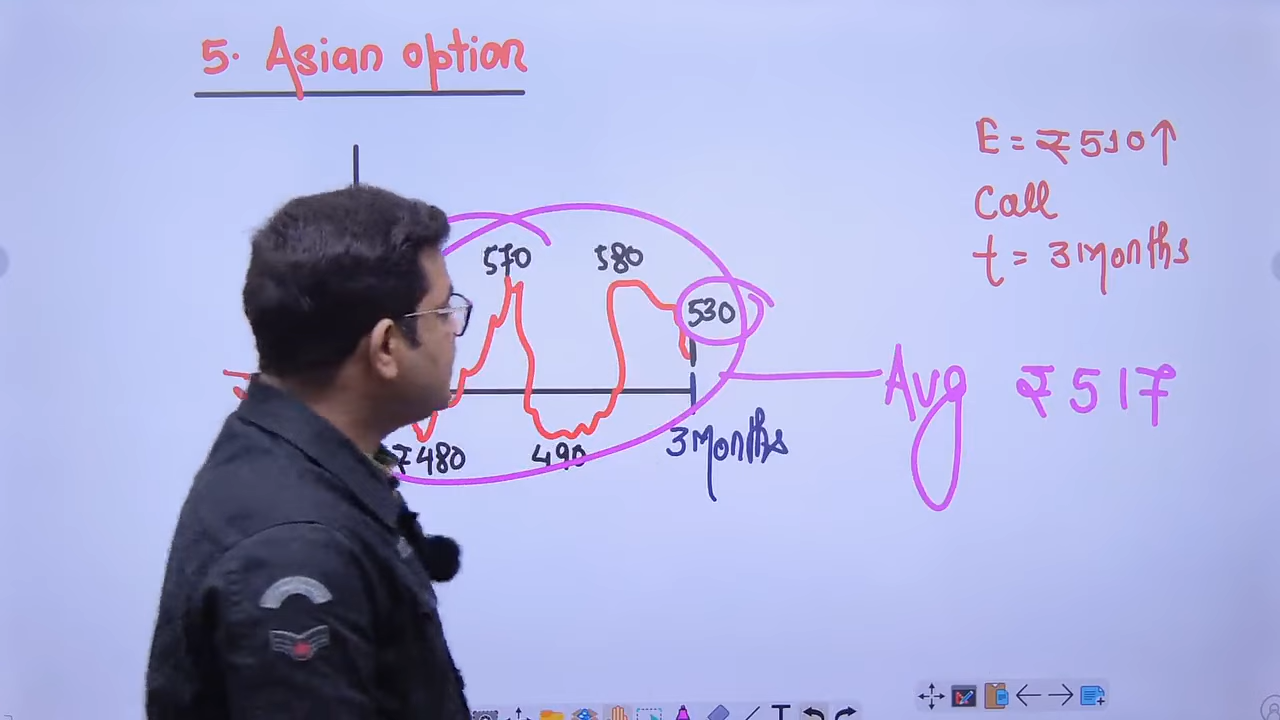 5. Asian option
E = ₹510↑
Call
t = 3 Months
570
580
530
Avg ₹517
₹480
490
3 Months